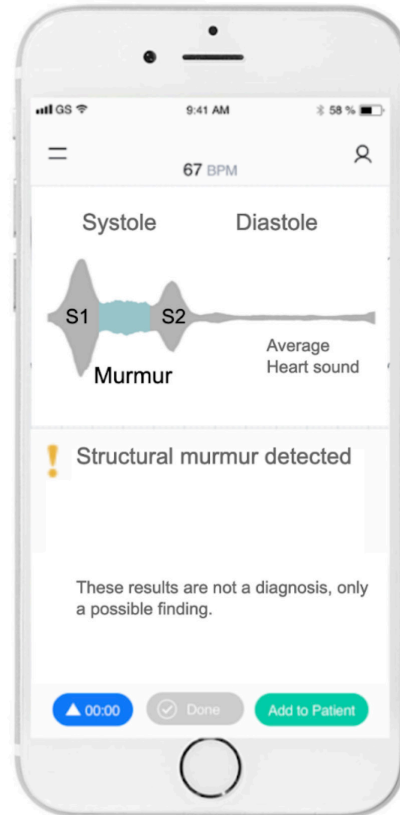 GS 9:41 AM 58 %
67 BPM
Systole Diastole
S1 S2
Murmur
Average
Heart sound
! Structural murmur detected
These results are not a diagnosis, only
a possible finding.
00:00 Done Add to Patient